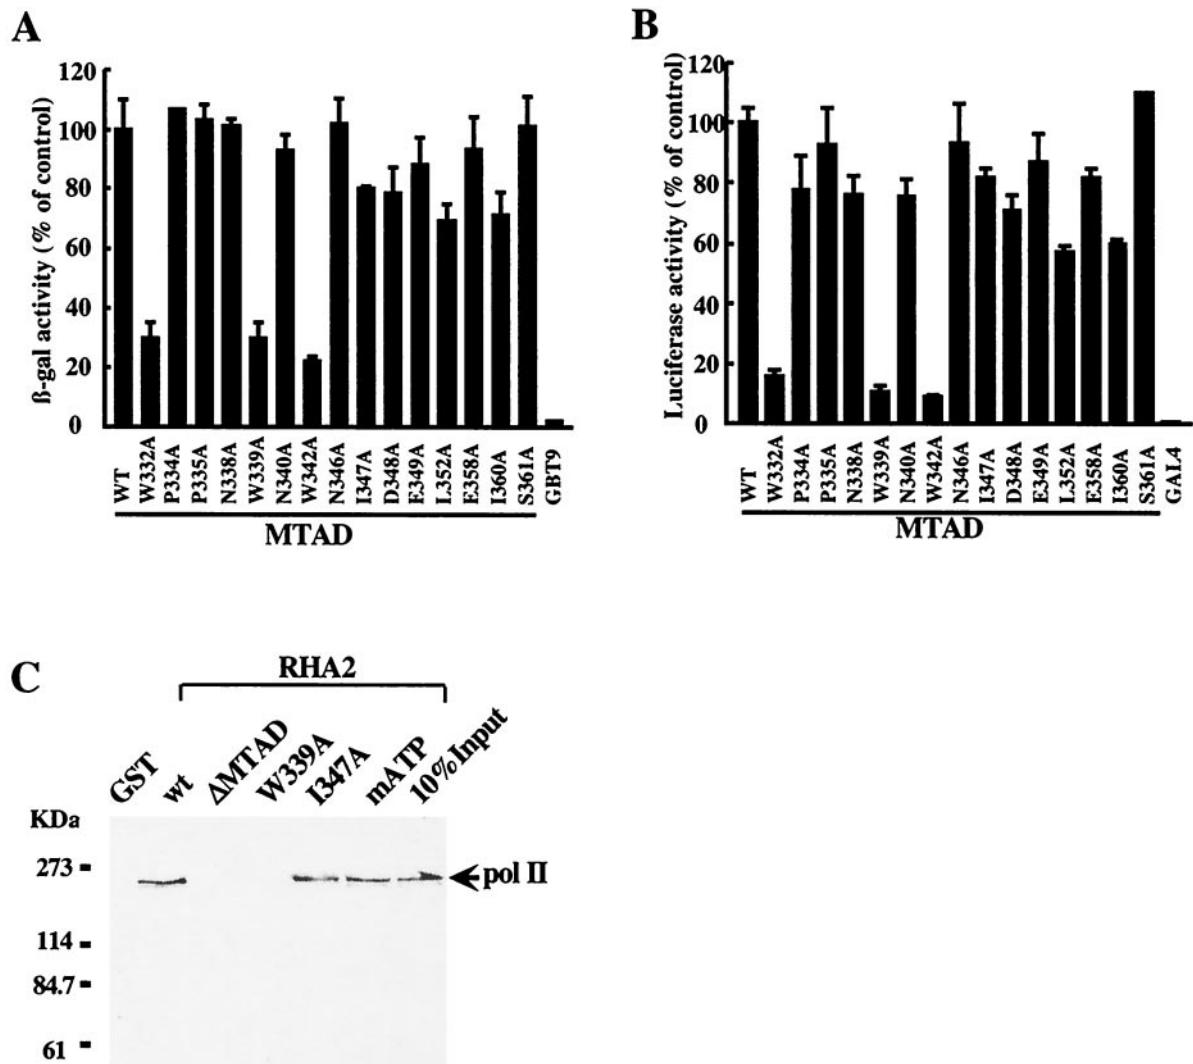 A
ß-gal activity (% of control)
120
100
80
60
40
20
0
WT
W332A
P334A
P335A
N338A
W339A
N340A
W342A
N346A
I347A
D348A
E349A
L352A
E358A
I360A
S361A
GBT9
MTAD
B
Luciferase activity (% of control)
120
100
80
60
40
20
0
WT
W332A
P334A
P335A
N338A
W339A
N340A
W342A
N346A
I347A
D348A
E349A
L352A
E358A
I360A
S361A
GAL4
MTAD
C
RHA2
GST
wt
ΔMTAD
W339A
I347A
mATP
10%Input
KDa
273
114
84.7
61
pol II